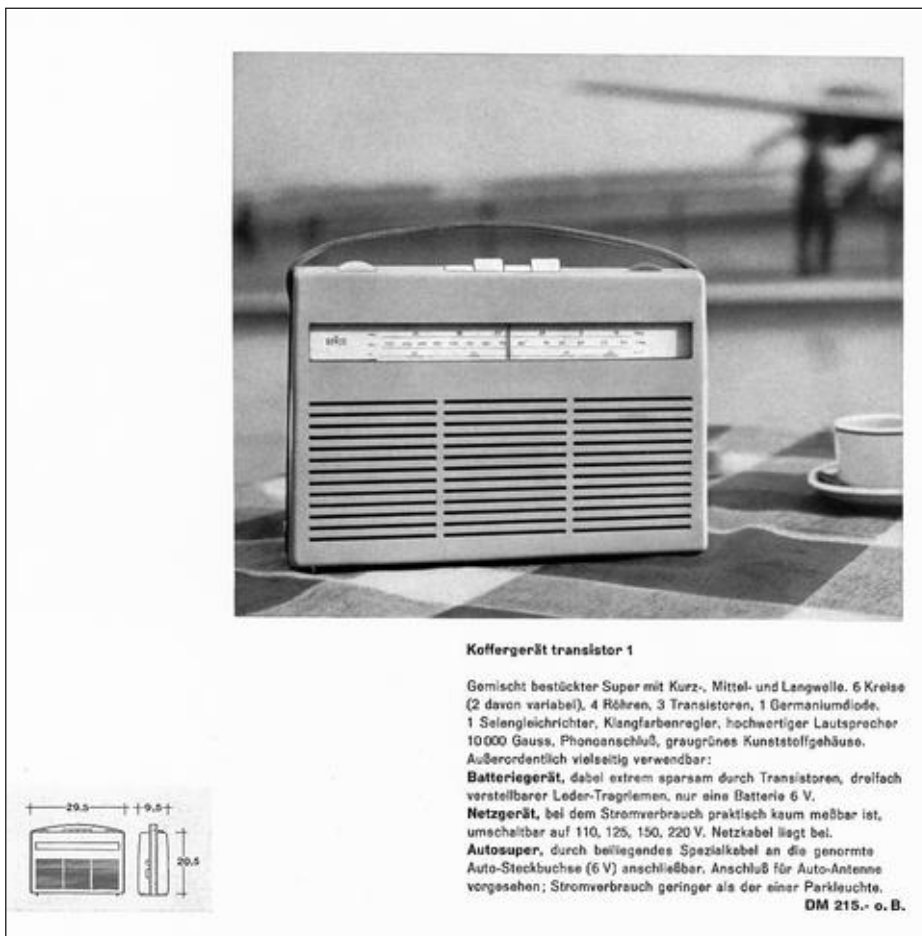 Koffergerät transistor 1
Gemischt bestückter Super mit Kurz-, Mittel- und Langwelle. 6 Kreise
(2 davon variabel), 4 Röhren, 3 Transistoren, 1 Germaniumdiode.
1 Selengleichrichter, Klangfarbenregler, hochwertiger Lautsprecher
10000 Gauss, Phonoanschluß, graugrünes Kunststoffgehäuse.
Außerordentlich vielseitig verwendbar:
Batteriegerät, dabei extrem sparsam durch Transistoren, dreifach
verstellbarer Leder-Tragriemen, nur eine Batterie 6 V.
Netzgerät, bei dem Stromverbrauch praktisch kaum meßbar ist,
umschaltbar auf 110, 125, 150, 220 V. Netzkabel liegt bei.
Autosuper, durch beiliegendes Spezialkabel an die genormte
Auto-Steckbuchse (6 V) anschließbar. Anschluß für Auto-Antenne
vorgesehen; Stromverbrauch geringer als der einer Parkleuchte.
DM 215.- o. B.
29,5 9,5
20,5